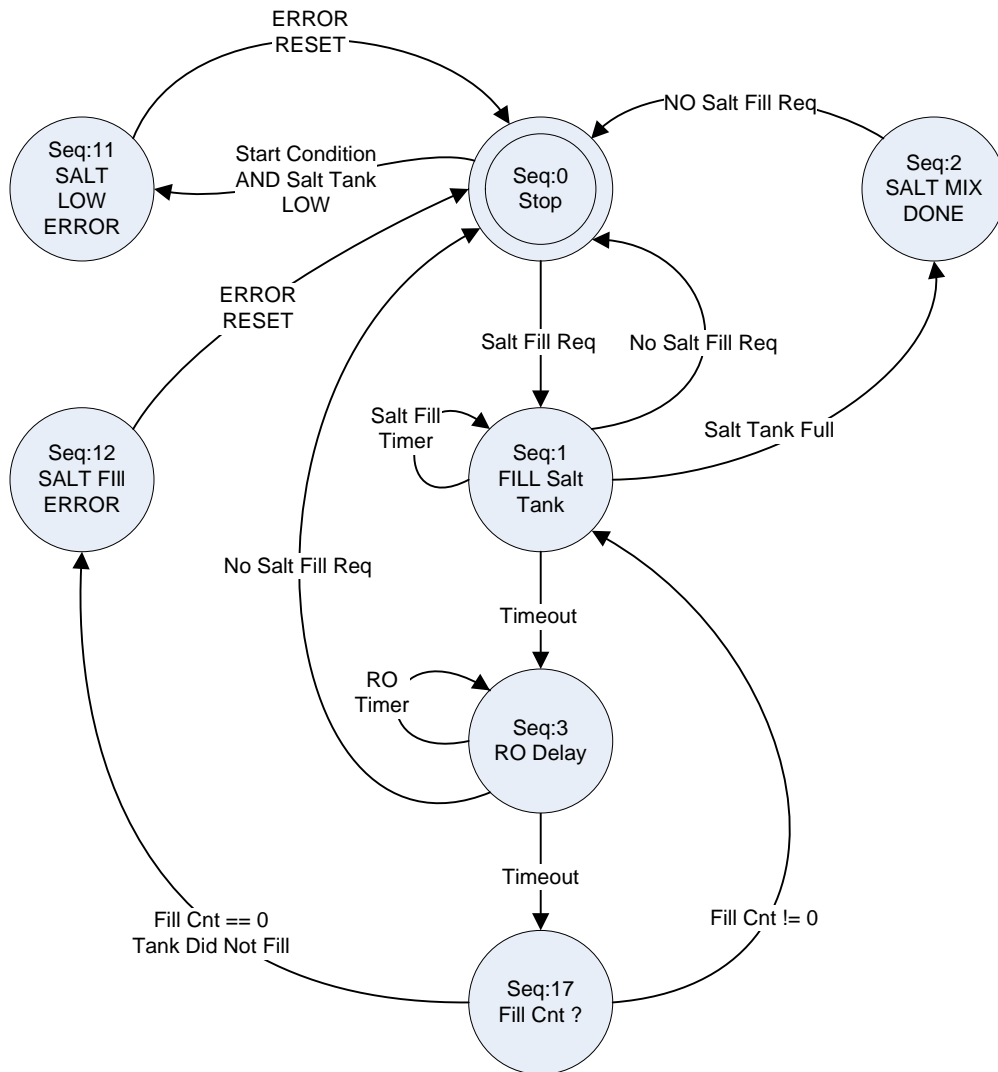 ERROR
RESET
NO Salt Fill Req
Seq:11
SALT
LOW
ERROR
Start Condition
AND Salt Tank
LOW
Seq:0
Stop
Seq:2
SALT MIX
DONE
ERROR
RESET
Salt Fill Req
No Salt Fill Req
Salt Fill
Timer
Salt Tank Full
Seq:12
SALT FIll
ERROR
Seq:1
FILL Salt
Tank
No Salt Fill Req
Timeout
RO
Timer
Seq:3
RO Delay
Timeout
Fill Cnt == 0
Tank Did Not Fill
Fill Cnt != 0
Seq:17
Fill Cnt ?